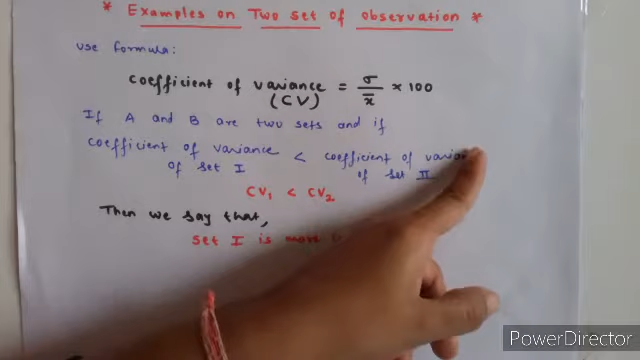 * Examples on Two set of observation *
use formula:
coefficient of variance = σ / x̄ × 100
(CV)
If A and B are two sets and if
coefficient of variance < coefficient of
of set I of set II
CV₁ < CV₂
Then we say that,
set I is more
PowerDirector